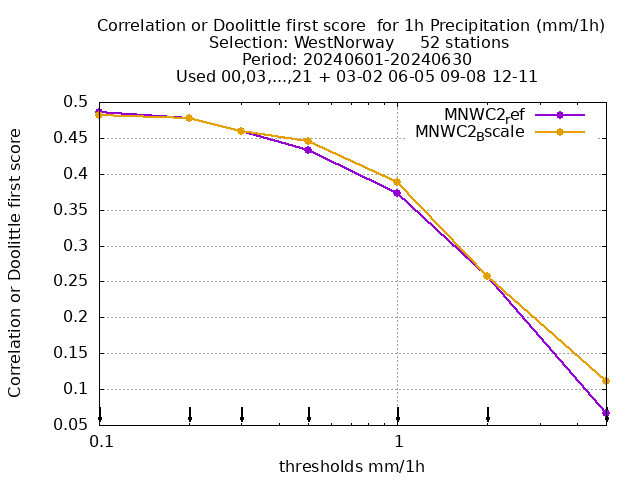 Correlation or Doolittle first score  for 1h Precipitation (mm/1h)
Selection: WestNorway     52 stations
Period: 20240601-20240630
Used 00,03,...,21 + 03-02 06-05 09-08 12-11
MNWC2ref
MNWC2Bscale
Correlation or Doolittle first score
0.5
0.45
0.4
0.35
0.3
0.25
0.2
0.15
0.1
0.05
0.1
1
thresholds mm/1h